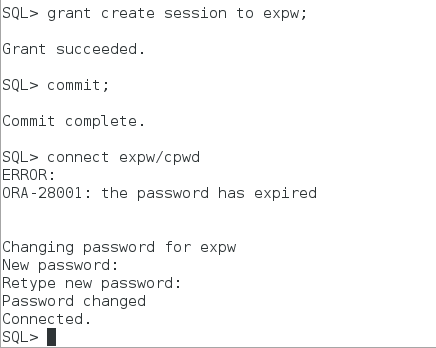 SQL> grant create session to expw;
Grant succeeded.
SQL> commit;
Commit complete.
SQL> connect expw/cpwd
ERROR:
ORA-28001: the password has expired
Changing password for expw
New password:
Retype new password:
Password changed
Connected.
SQL>